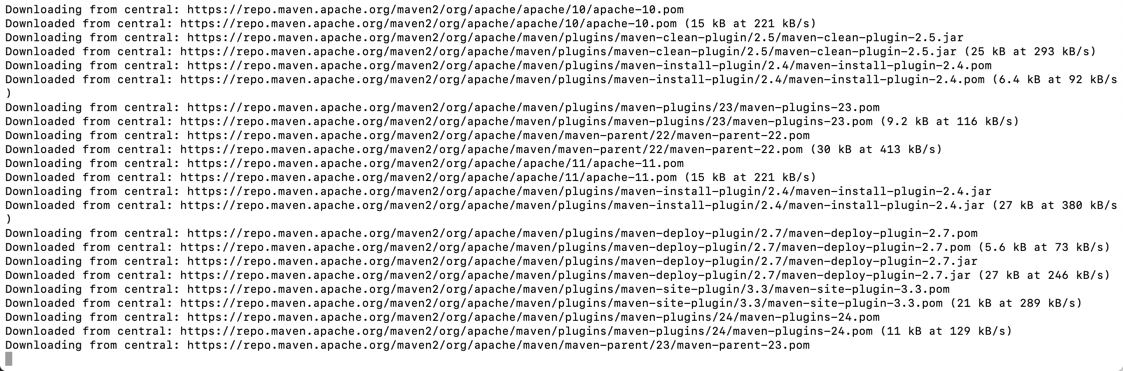 Downloading from central: https://repo.maven.apache.org/maven2/org/apache/apache/10/apache-10.pom
Downloaded from central: https://repo.maven.apache.org/maven2/org/apache/apache/10/apache-10.pom (15 kB at 221 kB/s)
Downloading from central: https://repo.maven.apache.org/maven2/org/apache/maven/plugins/maven-clean-plugin/2.5/maven-clean-plugin-2.5.jar
Downloaded from central: https://repo.maven.apache.org/maven2/org/apache/maven/plugins/maven-clean-plugin/2.5/maven-clean-plugin-2.5.jar (25 kB at 293 kB/s)
Downloading from central: https://repo.maven.apache.org/maven2/org/apache/maven/plugins/maven-install-plugin/2.4/maven-install-plugin-2.4.pom
Downloaded from central: https://repo.maven.apache.org/maven2/org/apache/maven/plugins/maven-install-plugin/2.4/maven-install-plugin-2.4.pom (6.4 kB at 92 kB/s
)
Downloading from central: https://repo.maven.apache.org/maven2/org/apache/maven/plugins/maven-plugins/23/maven-plugins-23.pom
Downloaded from central: https://repo.maven.apache.org/maven2/org/apache/maven/plugins/maven-plugins/23/maven-plugins-23.pom (9.2 kB at 116 kB/s)
Downloading from central: https://repo.maven.apache.org/maven2/org/apache/maven/maven-parent/22/maven-parent-22.pom
Downloaded from central: https://repo.maven.apache.org/maven2/org/apache/maven/maven-parent/22/maven-parent-22.pom (30 kB at 413 kB/s)
Downloading from central: https://repo.maven.apache.org/maven2/org/apache/apache/11/apache-11.pom
Downloaded from central: https://repo.maven.apache.org/maven2/org/apache/apache/11/apache-11.pom (15 kB at 221 kB/s)
Downloading from central: https://repo.maven.apache.org/maven2/org/apache/maven/plugins/maven-install-plugin/2.4/maven-install-plugin-2.4.jar
Downloaded from central: https://repo.maven.apache.org/maven2/org/apache/maven/plugins/maven-install-plugin/2.4/maven-install-plugin-2.4.jar (27 kB at 380 kB/s
)
Downloading from central: https://repo.maven.apache.org/maven2/org/apache/maven/plugins/maven-deploy-plugin/2.7/maven-deploy-plugin-2.7.pom
Downloaded from central: https://repo.maven.apache.org/maven2/org/apache/maven/plugins/maven-deploy-plugin/2.7/maven-deploy-plugin-2.7.pom (5.6 kB at 73 kB/s)
Downloading from central: https://repo.maven.apache.org/maven2/org/apache/maven/plugins/maven-deploy-plugin/2.7/maven-deploy-plugin-2.7.jar
Downloaded from central: https://repo.maven.apache.org/maven2/org/apache/maven/plugins/maven-deploy-plugin/2.7/maven-deploy-plugin-2.7.jar (27 kB at 246 kB/s)
Downloading from central: https://repo.maven.apache.org/maven2/org/apache/maven/plugins/maven-site-plugin/3.3/maven-site-plugin-3.3.pom
Downloaded from central: https://repo.maven.apache.org/maven2/org/apache/maven/plugins/maven-site-plugin/3.3/maven-site-plugin-3.3.pom (21 kB at 289 kB/s)
Downloading from central: https://repo.maven.apache.org/maven2/org/apache/maven/plugins/maven-plugins/24/maven-plugins-24.pom
Downloaded from central: https://repo.maven.apache.org/maven2/org/apache/maven/plugins/maven-plugins/24/maven-plugins-24.pom (11 kB at 129 kB/s)
Downloading from central: https://repo.maven.apache.org/maven2/org/apache/maven/maven-parent/23/maven-parent-23.pom